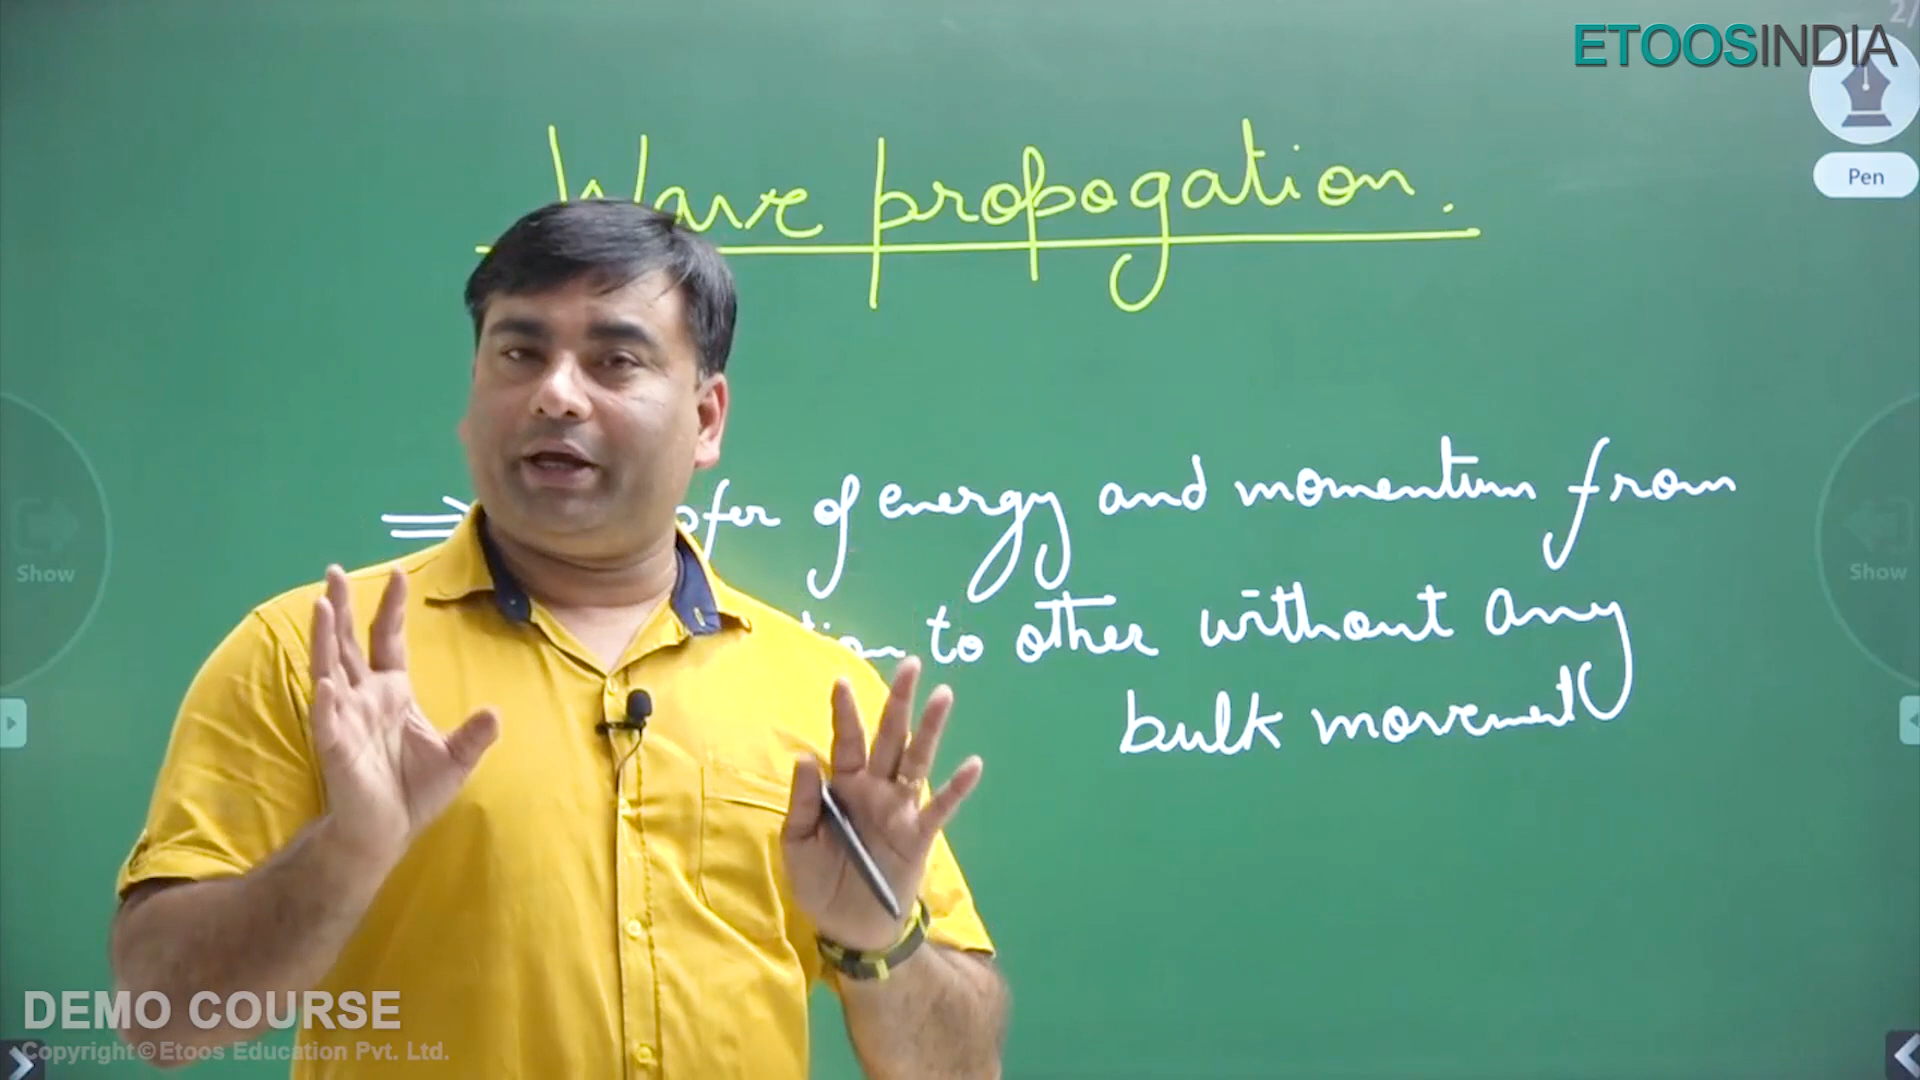 ETOOSINDIA
Pen
Wave propogation.
of energy and momentum from
to other without any
bulk movement
Show
Show
DEMO COURSE
Copyright © Etoos Education Pvt. Ltd.